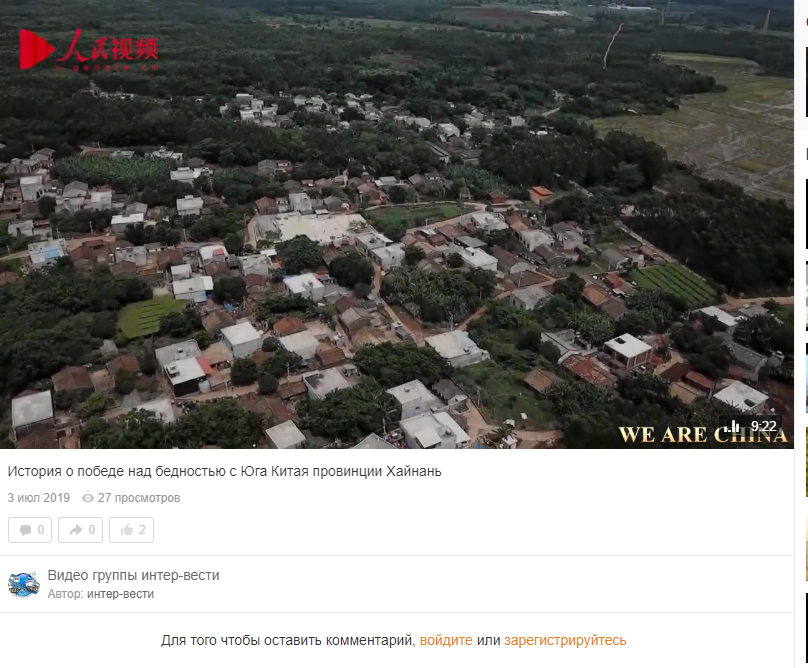 人民视频
WE ARE CHINA
9:22
История о победе над бедностью с Юга Китая провинции Хайнань
3 июл 2019 27 просмотров
0 0 2
Видео группы интер-вести
Автор: интер-вести
Для того чтобы оставить комментарий, войдите или зарегистрируйтесь